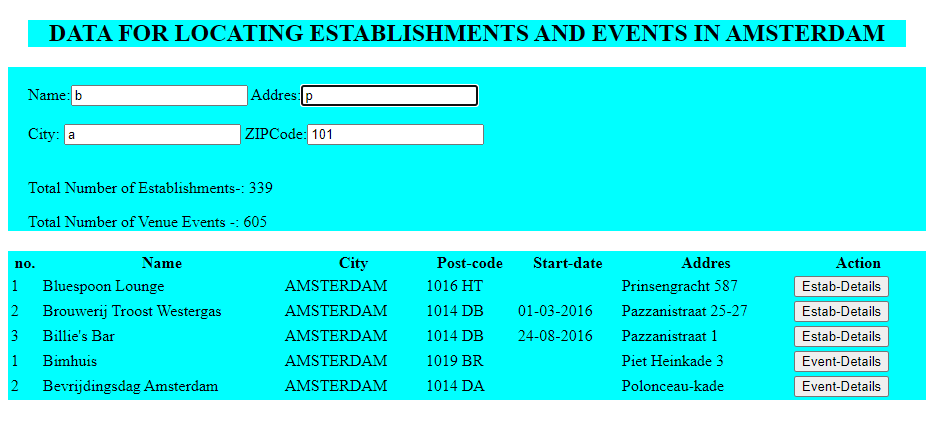 DATA FOR LOCATING ESTABLISHMENTS AND EVENTS IN AMSTERDAM
Name: b Addres: p
City: a ZIPCode: 101
Total Number of Establishments-: 339
Total Number of Venue Events -: 605
no. Name City Post-code Start-date Addres Action
1 Bluespoon Lounge AMSTERDAM 1016 HT Prinsengracht 587 Estab-Details
2 Brouwerij Troost Westergas AMSTERDAM 1014 DB 01-03-2016 Pazzanistraat 25-27 Estab-Details
3 Billie's Bar AMSTERDAM 1014 DB 24-08-2016 Pazzanistraat 1 Estab-Details
1 Bimhuis AMSTERDAM 1019 BR Piet Heinkade 3 Event-Details
2 Bevrijdingsdag Amsterdam AMSTERDAM 1014 DA Polonceau-kade Event-Details